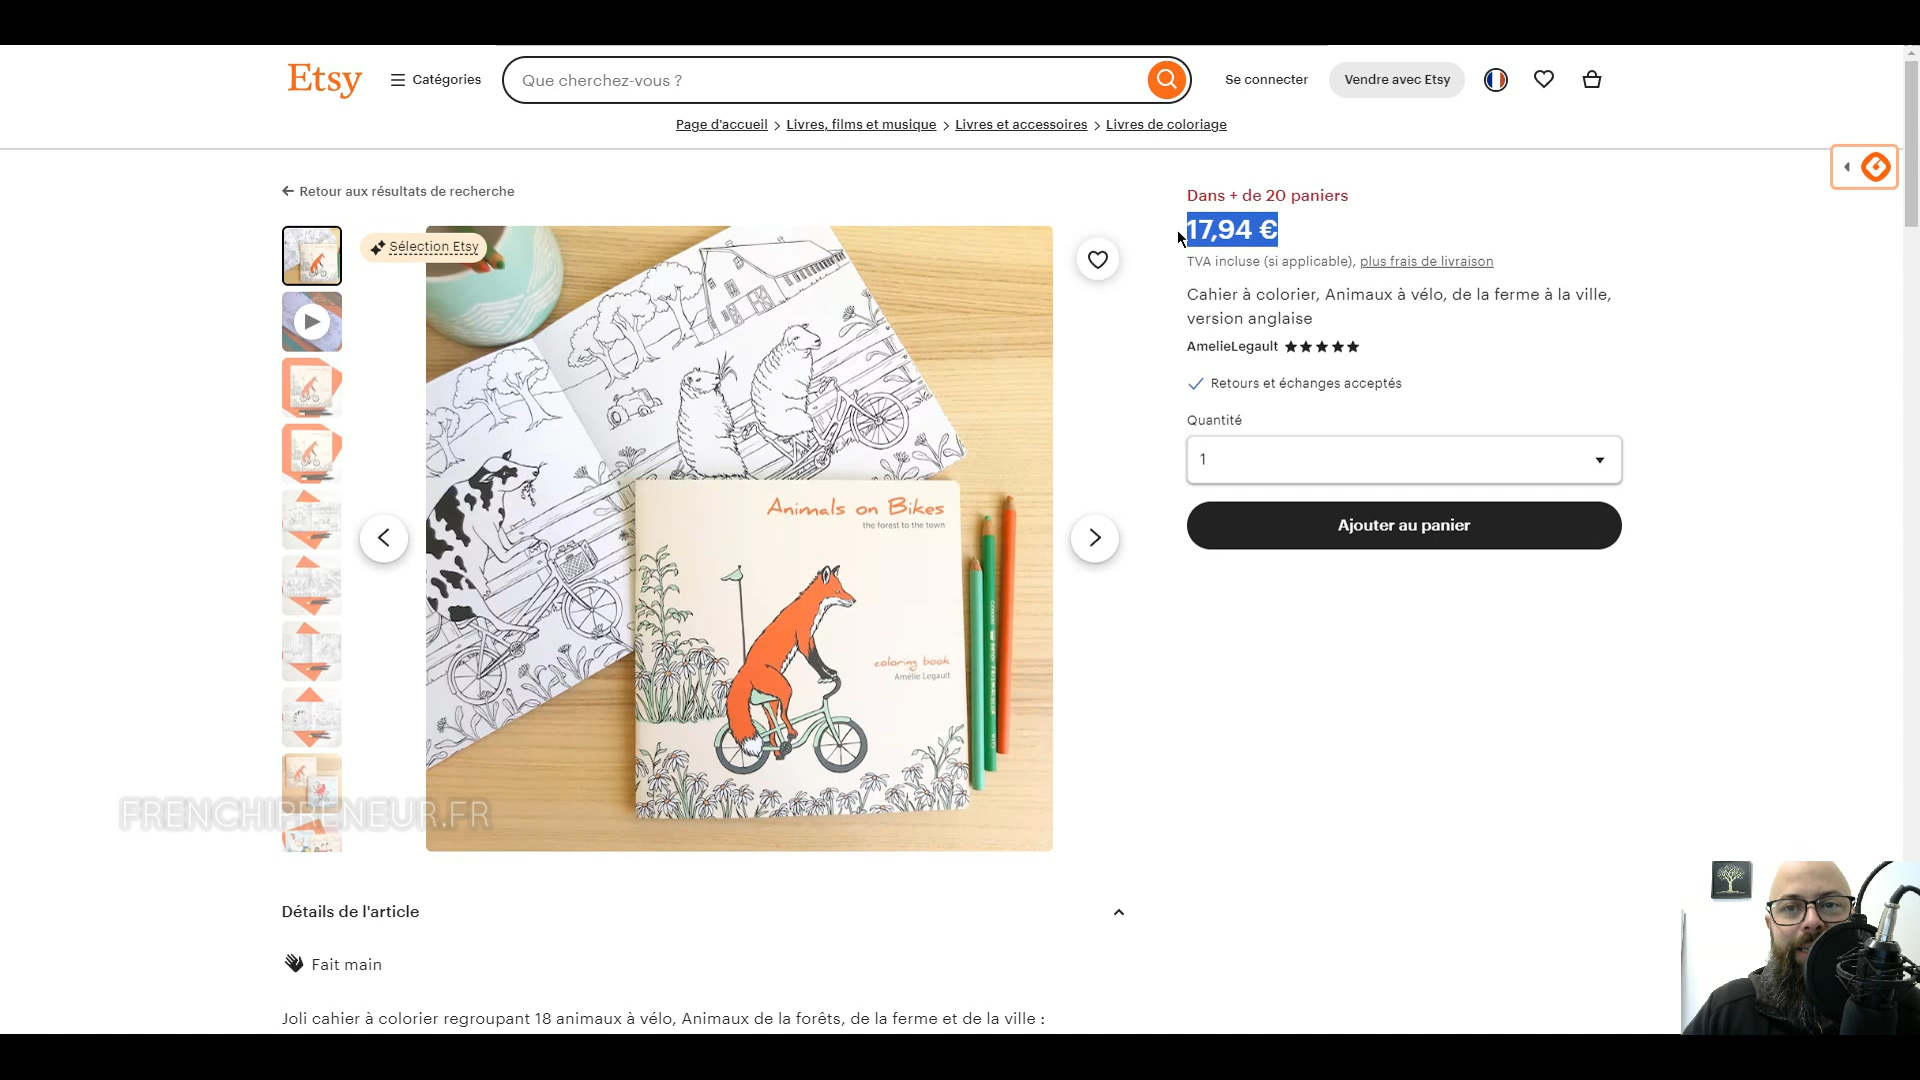 Etsy
Catégories
Que cherchez-vous ?
Se connecter
Vendre avec Etsy
Page d'accueil > Livres, films et musique > Livres et accessoires > Livres de coloriage
Retour aux résultats de recherche
Sélection Etsy
Dans + de 20 paniers
17,94 €
TVA incluse (si applicable), plus frais de livraison
Cahier à colorier, Animaux à vélo, de la ferme à la ville,
version anglaise
AmelieLegault ★★★★★
Retours et échanges acceptés
Quantité
1
Ajouter au panier
Animals on Bikes
the forest to the town
coloring book
Amélie Legault
FRENCHIPRENEUR.FR
Détails de l'article
Fait main
Joli cahier à colorier regroupant 18 animaux à vélo, Animaux de la forêts, de la ferme et de la ville :